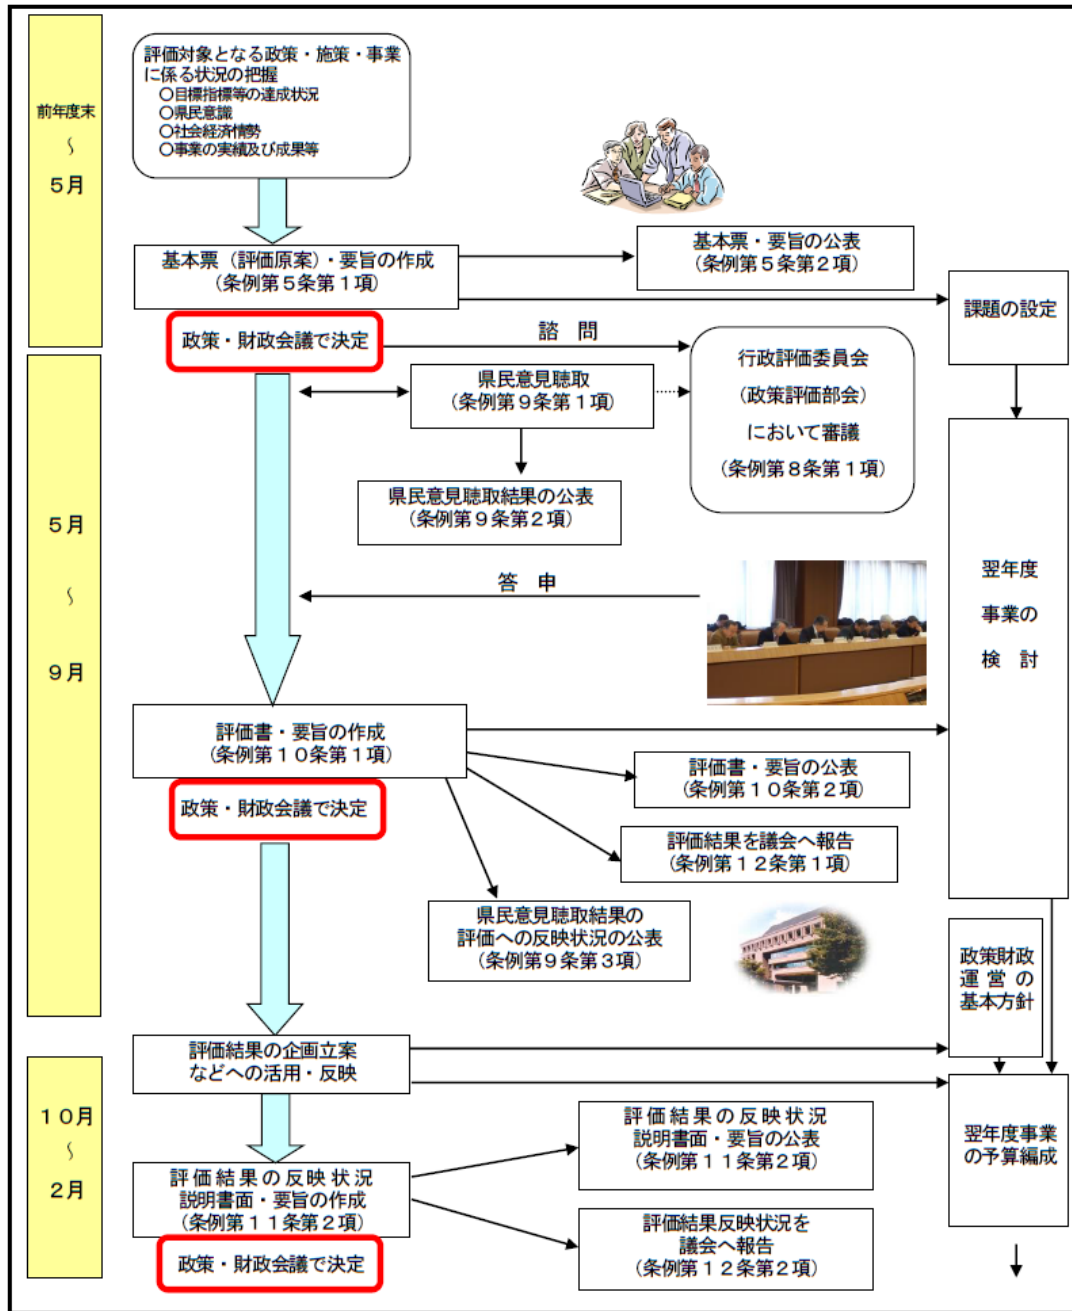 前年度末
～
５月
評価対象となる政策・施策・事業
に係る状況の把握
○目標指標等の達成状況
○県民意識
○社会経済情勢
○事業の実績及び成果等
基本票（評価原案）・要旨の作成
（条例第５条第１項）
基本票・要旨の公表
（条例第５条第２項）
課題の設定
政策・財政会議で決定
諮　問
行政評価委員会
（政策評価部会）
において審議
（条例第８条第１項）
県民意見聴取
（条例第９条第１項）
県民意見聴取結果の公表
（条例第９条第２項）
５月
～
９月
答　申
翌年度
事業の
検　討
評価書・要旨の作成
（条例第１０条第１項）
政策・財政会議で決定
評価書・要旨の公表
（条例第１０条第２項）
評価結果を議会へ報告
（条例第１２条第１項）
県民意見聴取結果の
評価への反映状況の公表
（条例第９条第３項）
政策財政
運営の
基本方針
評価結果の企画立案
などへの活用・反映
１０月
～
２月
評価結果の反映状況
説明書面・要旨の作成
（条例第１１条第２項）
政策・財政会議で決定
評価結果の反映状況
説明書面・要旨の公表
（条例第１１条第２項）
評価結果反映状況を
議会へ報告
（条例第１２条第２項）
翌年度事業
の予算編成